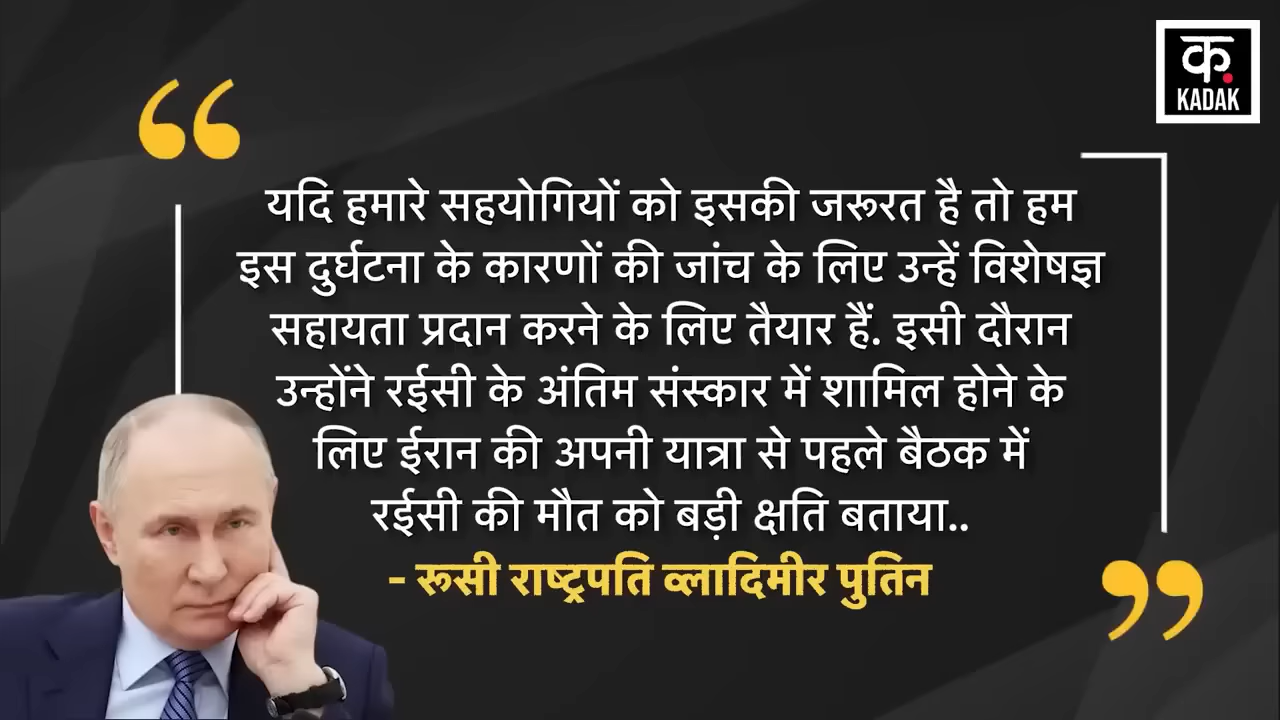 क.
KADAK
“
यदि हमारे सहयोगियों को इसकी जरूरत है तो हम
इस दुर्घटना के कारणों की जांच के लिए उन्हें विशेषज्ञ
सहायता प्रदान करने के लिए तैयार हैं. इसी दौरान
उन्होंने रईसी के अंतिम संस्कार में शामिल होने के
लिए ईरान की अपनी यात्रा से पहले बैठक में
रईसी की मौत को बड़ी क्षति बताया..
- रूसी राष्ट्रपति व्लादिमीर पुतिन
”